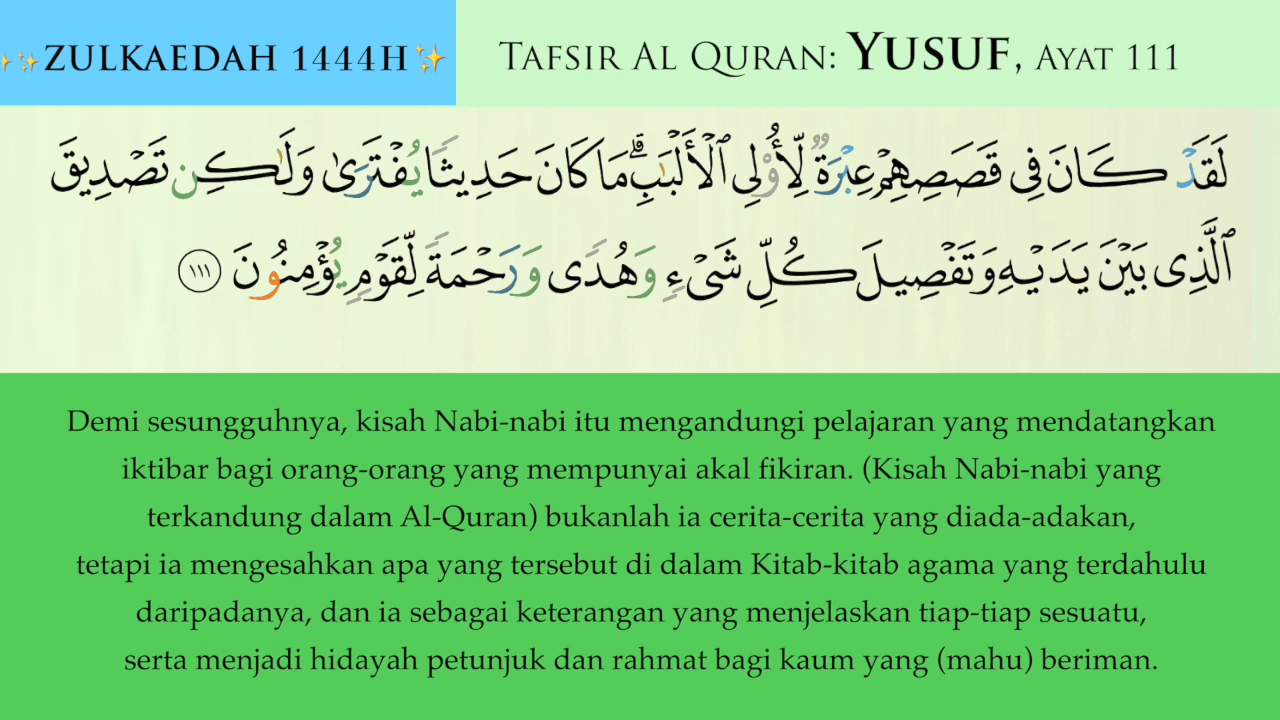 ✨✨ZULKAEDAH 1444H✨
TAFSIR AL QURAN: YUSUF, AYAT 111
لَقَدْ كَانَ فِي قَصَصِهِمْ عِبْرَةٌ لِّأُوْلِي ٱلْأَلْبَٰبِۗ مَا كَانَ حَدِيثًا يُفْتَرَىٰ وَلَٰكِن تَصْدِيقَ
ٱلَّذِي بَيْنَ يَدَيْهِ وَتَفْصِيلَ كُلِّ شَيْءٍ وَهُدًى وَرَحْمَةً لِّقَوْمٍ يُؤْمِنُونَ ١١١
Demi sesungguhnya, kisah Nabi-nabi itu mengandungi pelajaran yang mendatangkan
iktibar bagi orang-orang yang mempunyai akal fikiran. (Kisah Nabi-nabi yang
terkandung dalam Al-Quran) bukanlah ia cerita-cerita yang diada-adakan,
tetapi ia mengesahkan apa yang tersebut di dalam Kitab-kitab agama yang terdahulu
daripadanya, dan ia sebagai keterangan yang menjelaskan tiap-tiap sesuatu,
serta menjadi hidayah petunjuk dan rahmat bagi kaum yang (mahu) beriman.